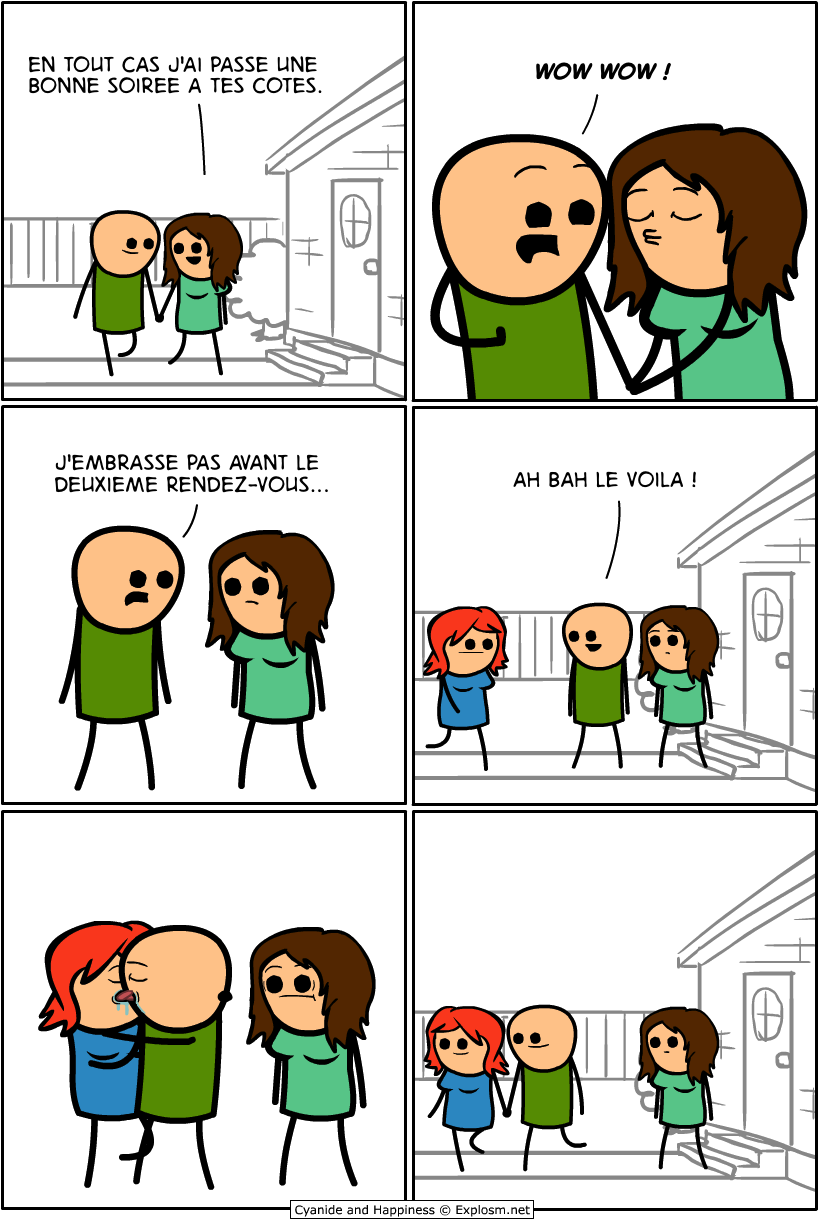 EN TOUT CAS J'AI PASSE UNE
BONNE SOIREE A TES COTES.
WOW WOW !
J'EMBRASSE PAS AVANT LE
DEUXIEME RENDEZ-VOUS...
AH BAH LE VOILA !
Cyanide and Happiness © Explosm.net